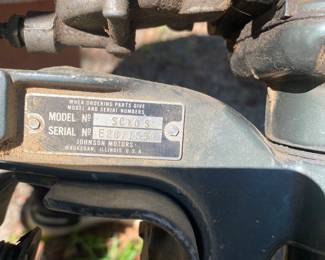 WHEN ORDERING PARTS GIVE
MODEL AND SERIAL NUMBERS
MODEL Nº
SERIAL Nº
JOHNSON MOTORS
WAUKEGAN, ILLINOIS, U.S.A.